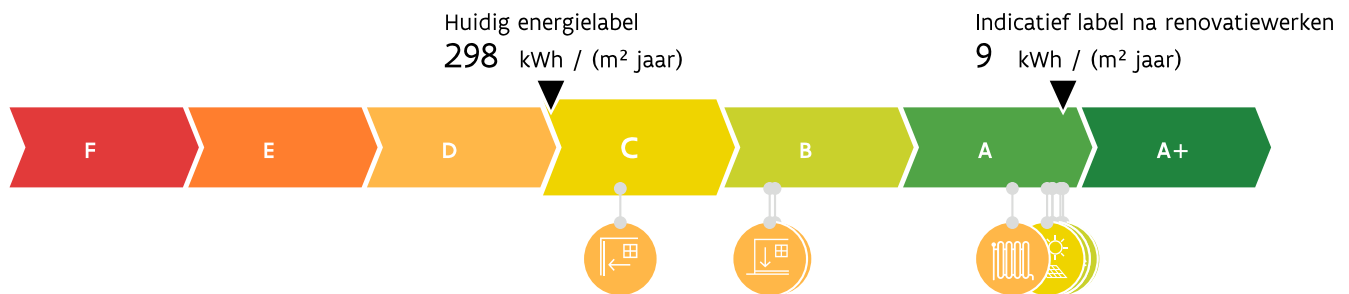 Huidig energielabel
298 kWh / (m² jaar)
Indicatief label na renovatiewerken
9 kWh / (m² jaar)
F E D C B A A+